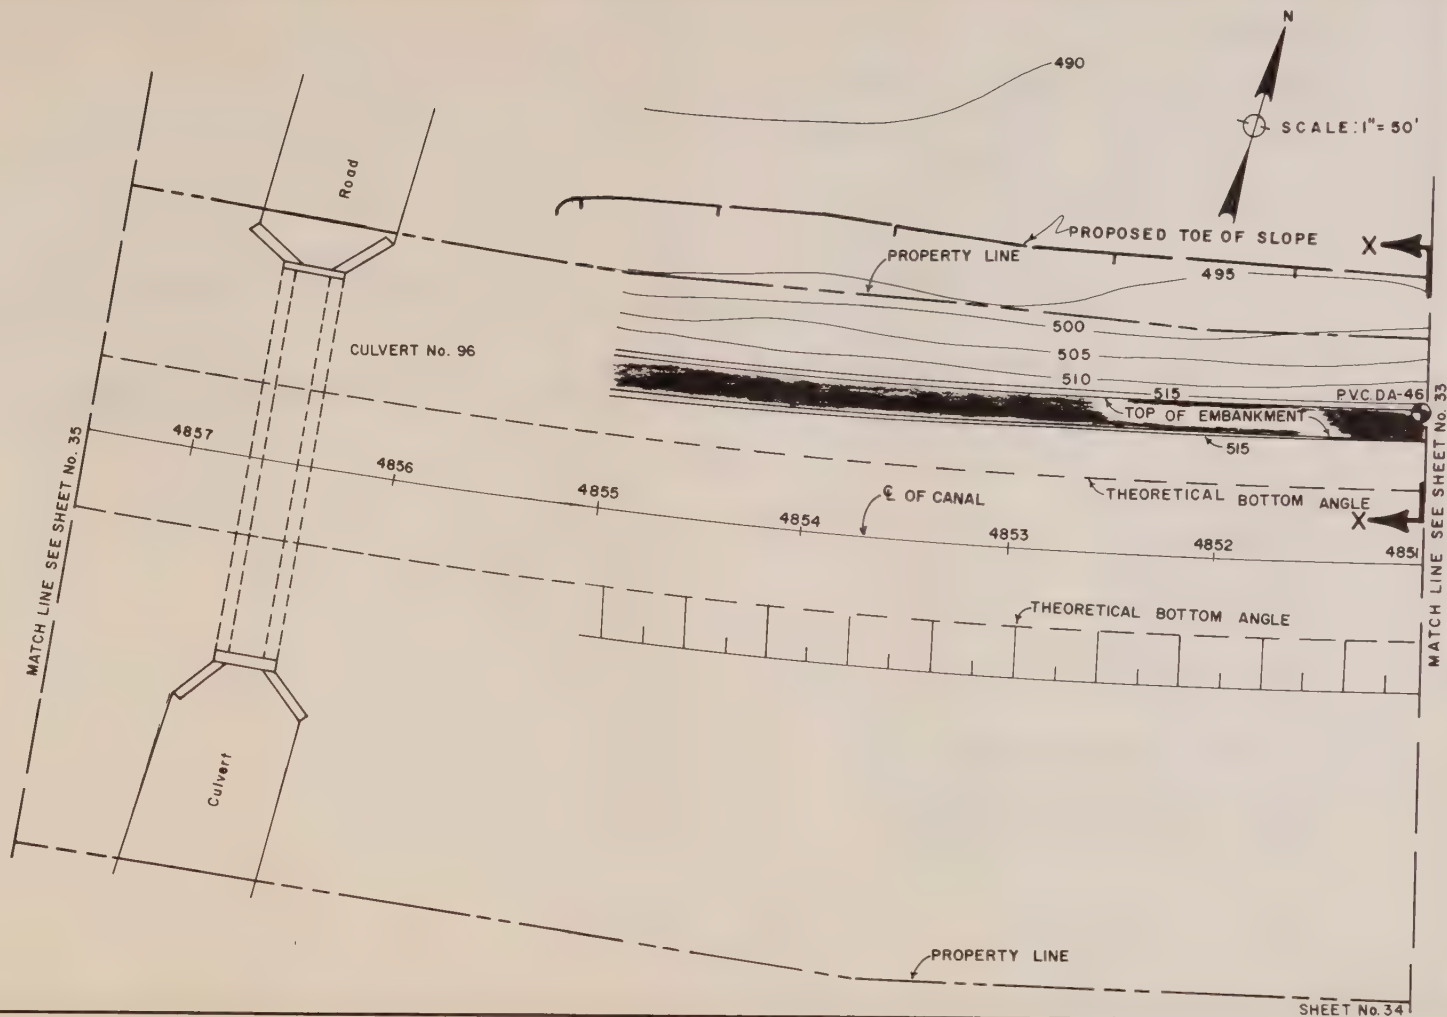 N
490
SCALE: 1" = 50'
Road
PROPOSED TOE OF SLOPE
X
PROPERTY LINE
495
500
CULVERT No. 96
505
510
515
P.V.C. DA-46
TOP OF EMBANKMENT
515
4857
4856
4855
4854
4853
4852
4851
℄ OF CANAL
THEORETICAL BOTTOM ANGLE
X
MATCH LINE SEE SHEET No. 35
MATCH LINE SEE SHEET No. 33
THEORETICAL BOTTOM ANGLE
Culvert
PROPERTY LINE
SHEET No. 34